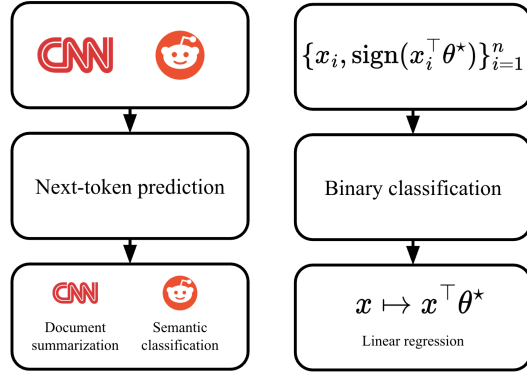 CNN
{x_i, sign(x_i^⊤ θ^⋆)}_{i=1}^n
Next-token prediction
Binary classification
CNN
Document
summarization
Semantic
classification
x ↦ x^⊤ θ^⋆
Linear regression